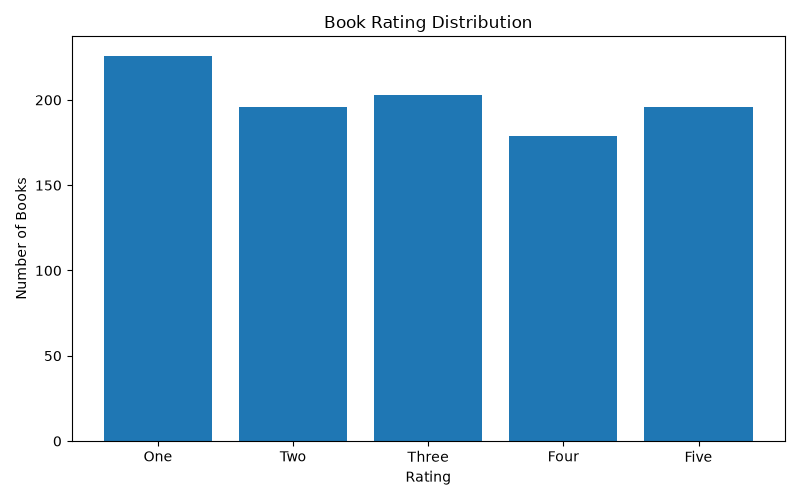 Book Rating Distribution
Number of Books
200
150
100
50
0
One Two Three Four Five
Rating